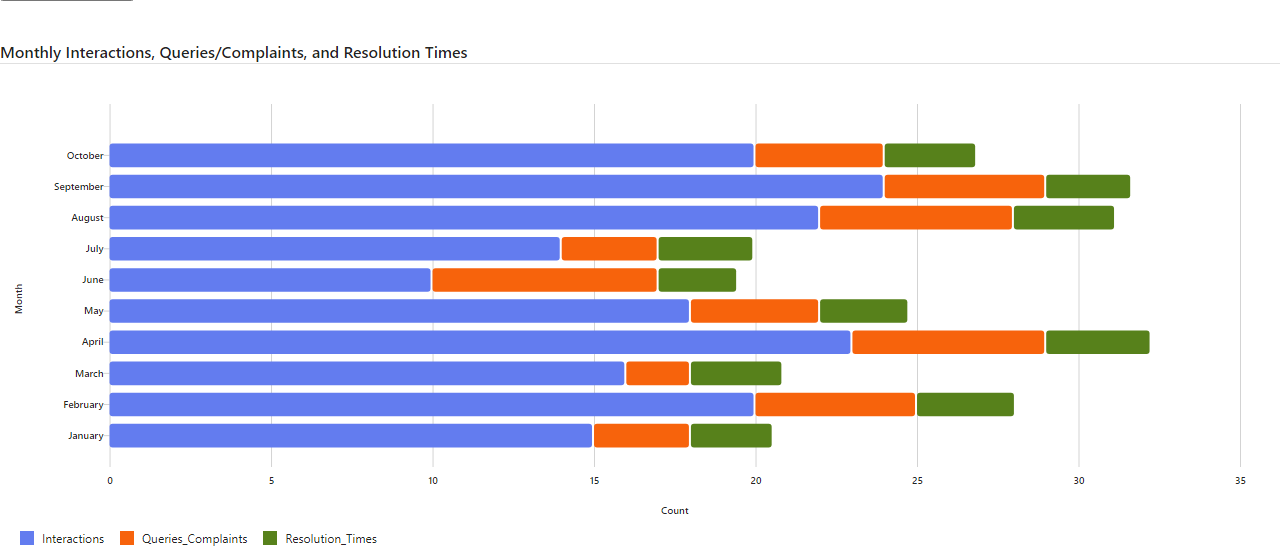 Monthly Interactions, Queries/Complaints, and Resolution Times
October
September
August
July
June
May
April
March
February
January
Month
0 5 10 15 20 25 30 35
Count
Interactions Queries_Complaints Resolution_Times